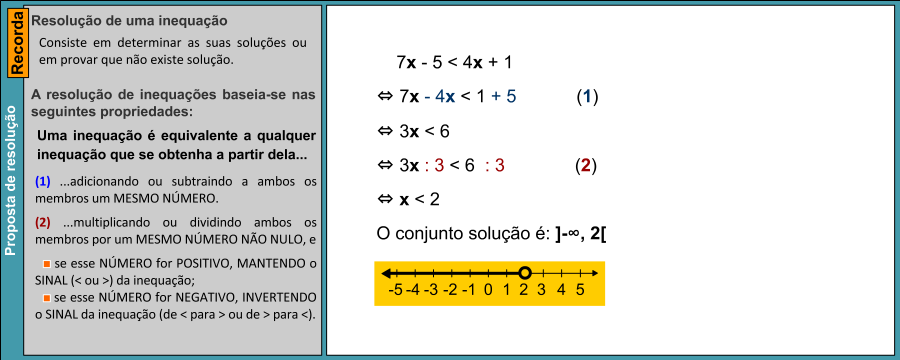 Recorda
Proposta de resolução
Resolução de uma inequação
Consiste em determinar as suas soluções ou
em provar que não existe solução.
A resolução de inequações baseia-se nas
seguintes propriedades:
Uma inequação é equivalente a qualquer
inequação que se obtenha a partir dela...
(1) ...adicionando ou subtraindo a ambos os
membros um MESMO NÚMERO.
(2) ...multiplicando ou dividindo ambos os
membros por um MESMO NÚMERO NÃO NULO, e
se esse NÚMERO for POSITIVO, MANTENDO o
SINAL (< ou >) da inequação;
se esse NÚMERO for NEGATIVO, INVERTENDO
o SINAL da inequação (de < para > ou de > para <).
7x - 5 < 4x + 1
⇔ 7x - 4x < 1 + 5 (1)
⇔ 3x < 6
⇔ 3x : 3 < 6 : 3 (2)
⇔ x < 2
O conjunto solução é: ]-∞, 2[
-5 -4 -3 -2 -1 0 1 2 3 4 5